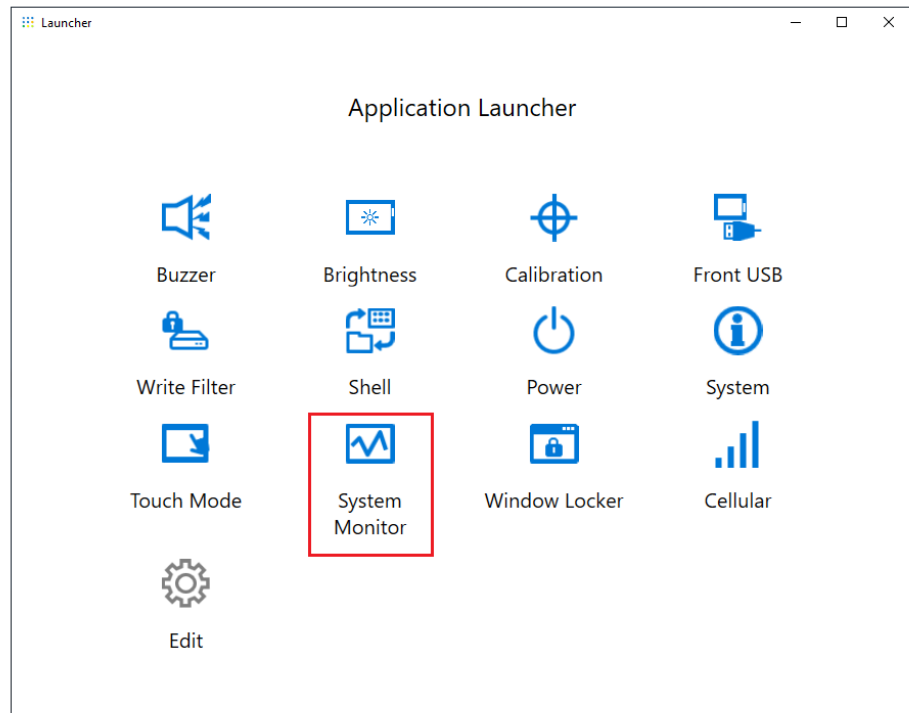 Launcher
Application Launcher
Buzzer
Brightness
Calibration
Front USB
Write Filter
Shell
Power
System
Touch Mode
System
Monitor
Window Locker
Cellular
Edit